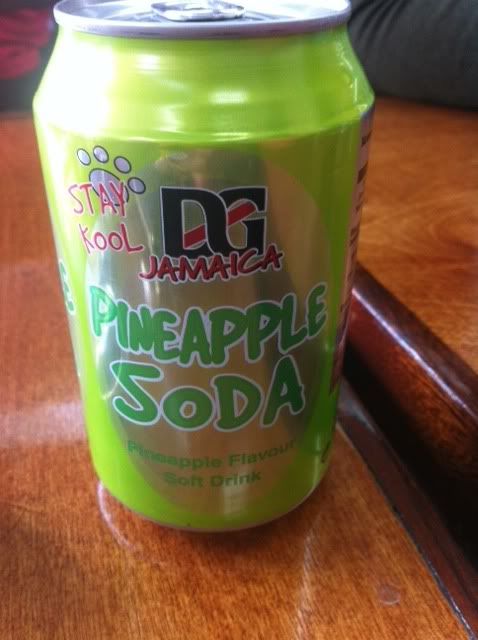 STAY
KOOL
DG
JAMAICA
PINEAPPLE
SODA
Pineapple Flavour
Soft Drink